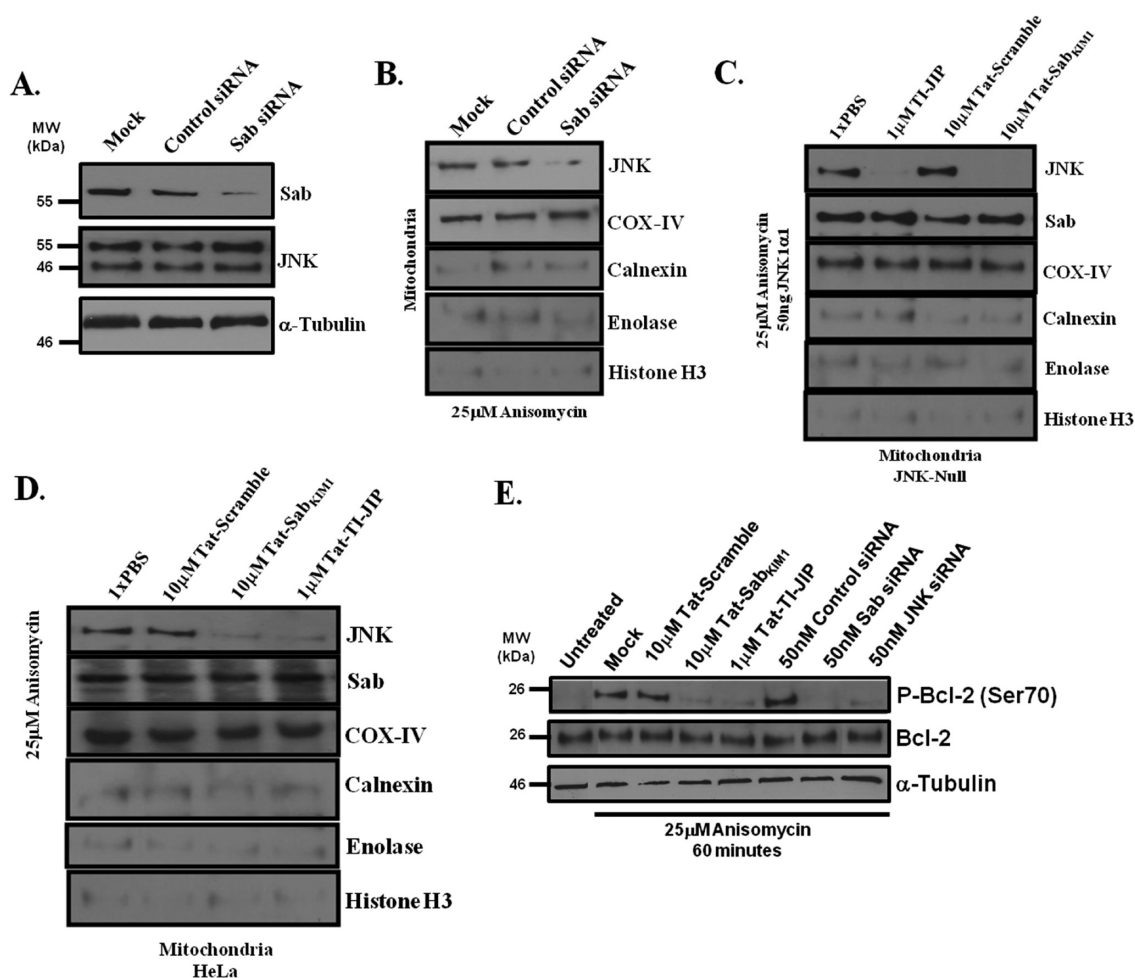 A.
MW
(kDa)
Mock
Control siRNA
Sab siRNA
55
Sab
55
46
JNK
46
α-Tubulin
B.
Mock
Control siRNA
Sab siRNA
Mitochondria
JNK
COX-IV
Calnexin
Enolase
Histone H3
25μM Anisomycin
C.
1xPBS
1μM TI-JIP
10μM Tat-Scramble
10μM Tat-SabKIM1
25μM Anisomycin
50ng JNK1α1
JNK
Sab
COX-IV
Calnexin
Enolase
Histone H3
Mitochondria
JNK-Null
D.
1xPBS
10μM Tat-Scramble
10μM Tat-SabKIM1
1μM Tat-TI-JIP
25μM Anisomycin
JNK
Sab
COX-IV
Calnexin
Enolase
Histone H3
Mitochondria
HeLa
E.
MW
(kDa)
Untreated
Mock
10μM Tat-Scramble
10μM Tat-SabKIM1
1μM Tat-TI-JIP
50nM Control siRNA
50nM Sab siRNA
50nM JNK siRNA
26
P-Bcl-2 (Ser70)
26
Bcl-2
46
α-Tubulin
25μM Anisomycin
60 minutes